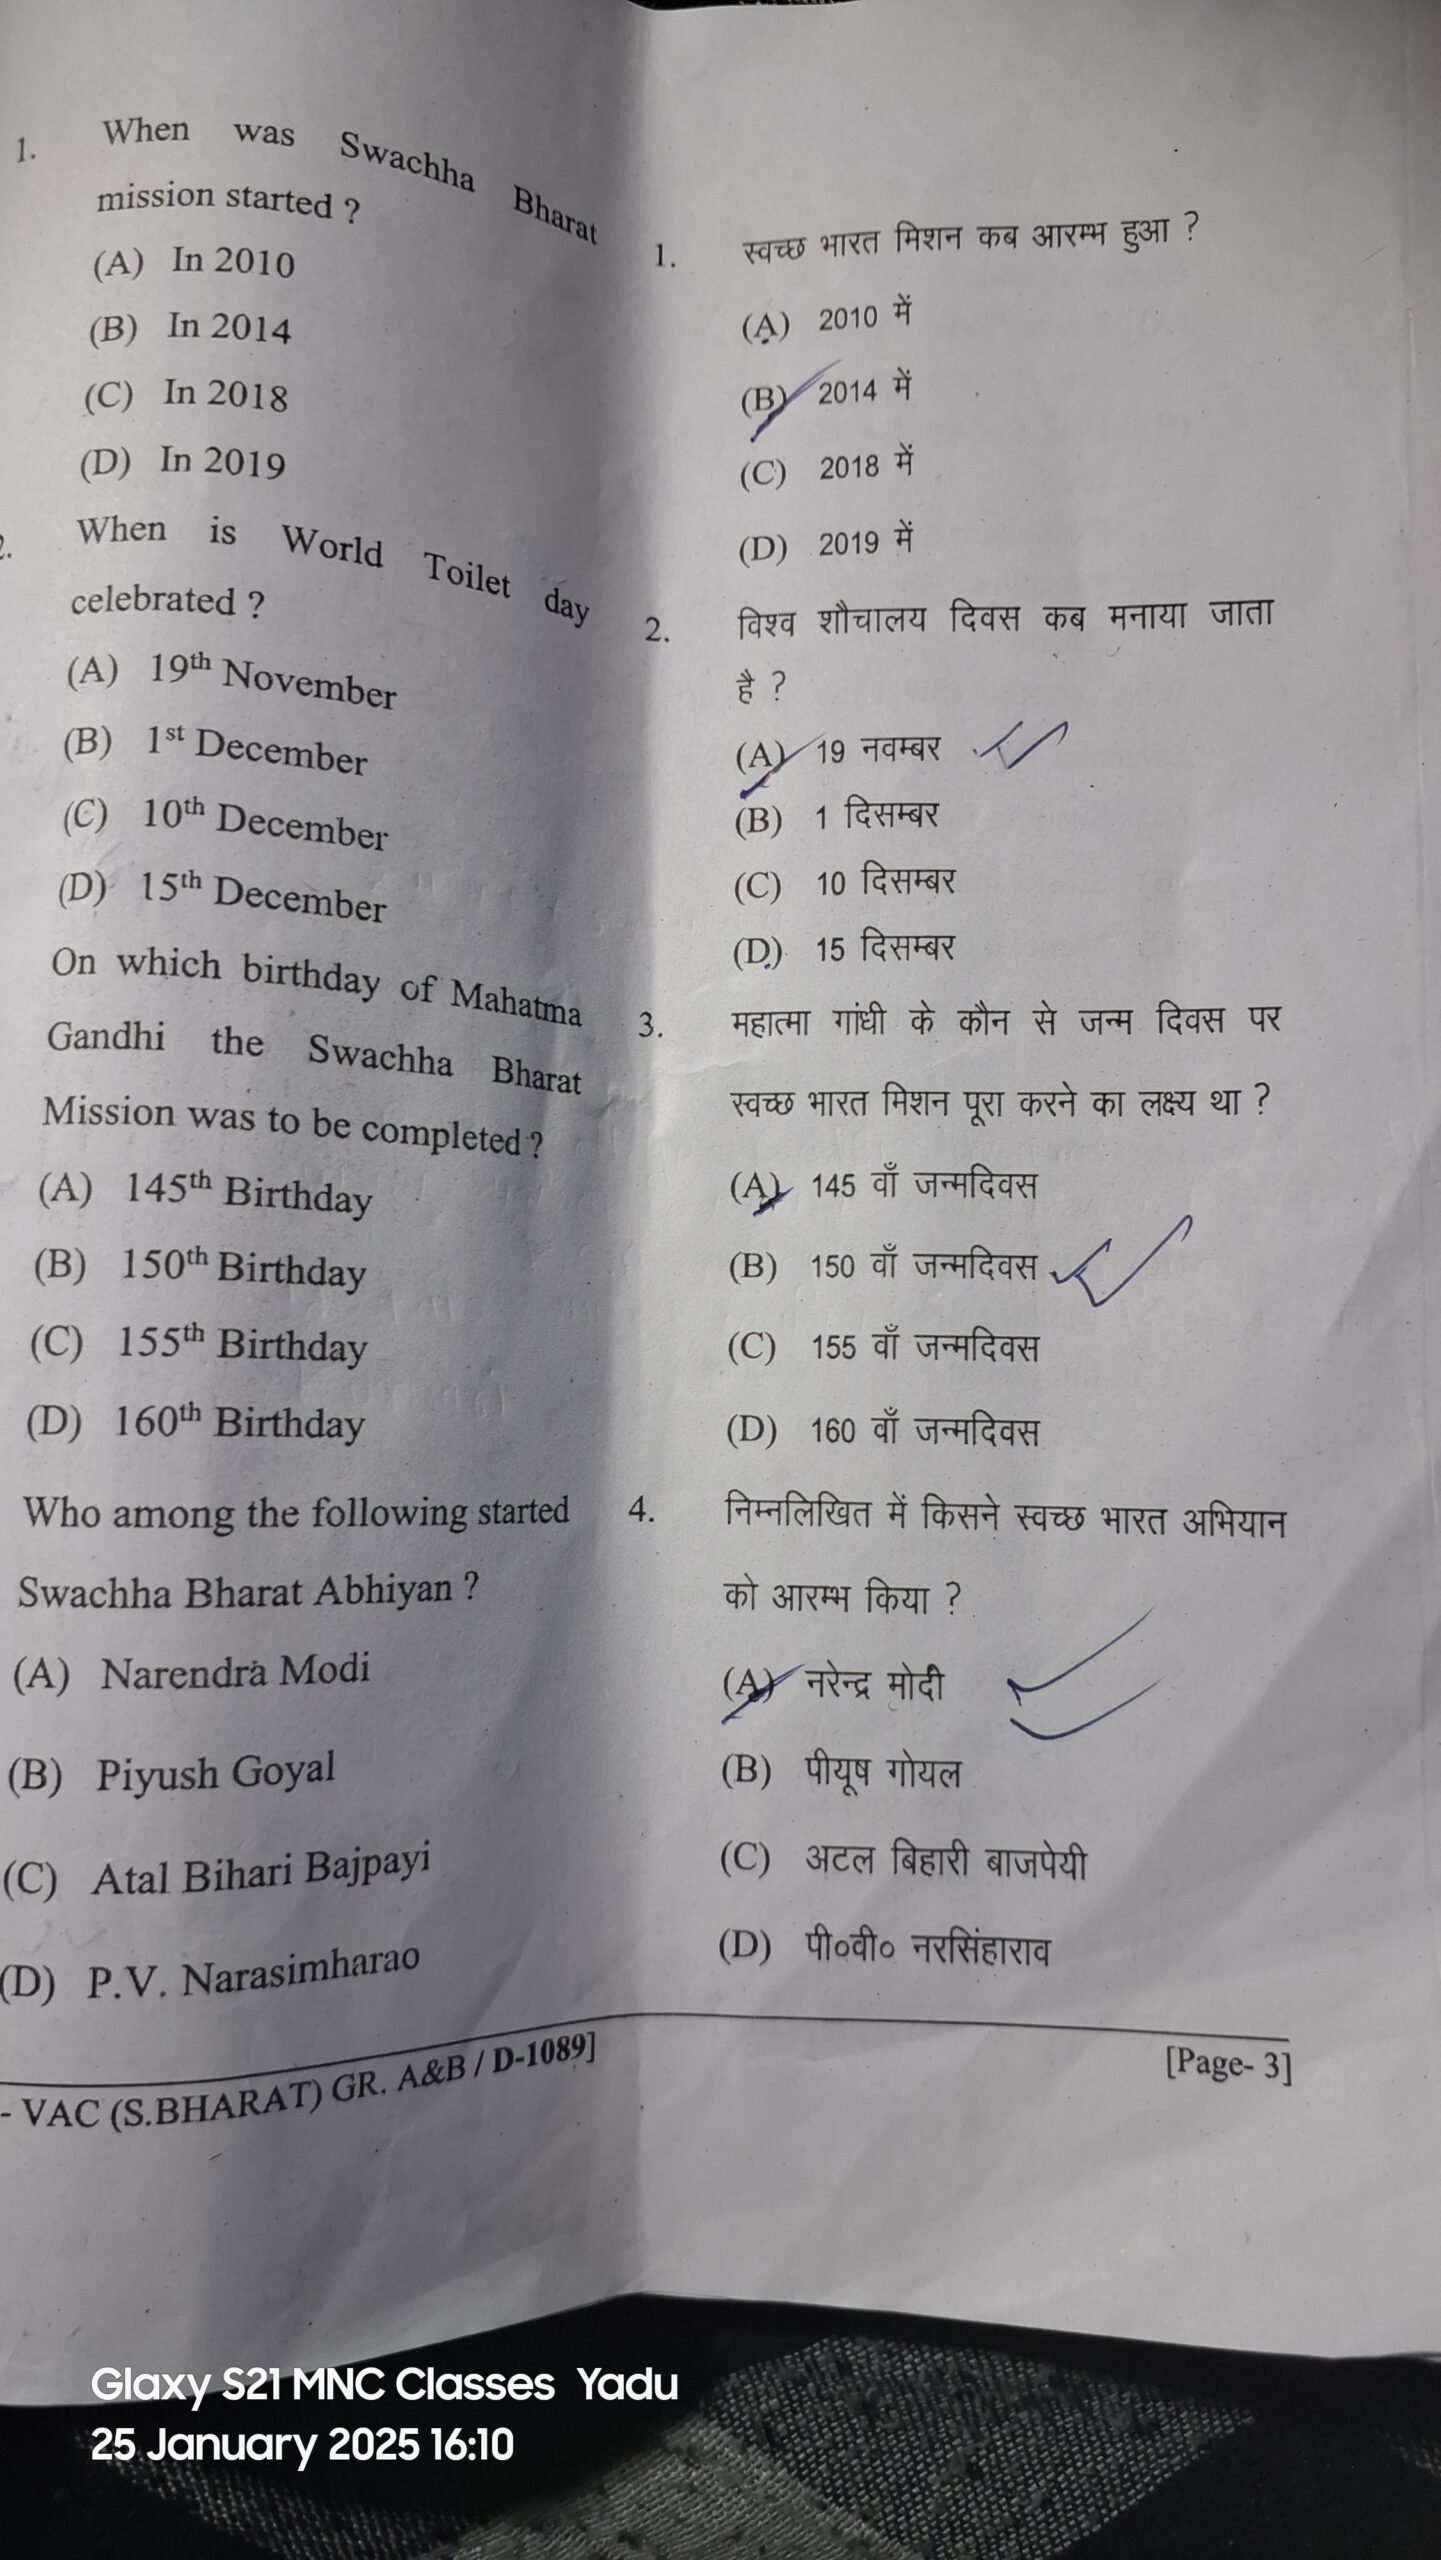 1. When was Swachha Bharat
mission started ?
(A) In 2010
(B) In 2014
(C) In 2018
(D) In 2019
2. When is World Toilet day
celebrated ?
(A) 19th November
(B) 1st December
(C) 10th December
(D) 15th December
On which birthday of Mahatma
Gandhi the Swachha Bharat
Mission was to be completed ?
(A) 145th Birthday
(B) 150th Birthday
(C) 155th Birthday
(D) 160th Birthday
Who among the following started
Swachha Bharat Abhiyan ?
(A) Narendra Modi
(B) Piyush Goyal
(C) Atal Bihari Bajpayi
(D) P.V. Narasimharao
1. स्वच्छ भारत मिशन कब आरम्भ हुआ ?
(A) 2010 में
(B) 2014 में
(C) 2018 में
(D) 2019 में
2. विश्व शौचालय दिवस कब मनाया जाता
है ?
(A) 19 नवम्बर
(B) 1 दिसम्बर
(C) 10 दिसम्बर
(D) 15 दिसम्बर
3. महात्मा गांधी के कौन से जन्म दिवस पर
स्वच्छ भारत मिशन पूरा करने का लक्ष्य था ?
(A) 145 वाँ जन्मदिवस
(B) 150 वाँ जन्मदिवस
(C) 155 वाँ जन्मदिवस
(D) 160 वाँ जन्मदिवस
4. निम्नलिखित में किसने स्वच्छ भारत अभियान
को आरम्भ किया ?
(A) नरेन्द्र मोदी
(B) पीयूष गोयल
(C) अटल बिहारी बाजपेयी
(D) पी०वी० नरसिंहाराव
- VAC (S.BHARAT) GR. A&B / D-1089]
[Page- 3]
Glaxy S21 MNC Classes Yadu
25 January 2025 16:10